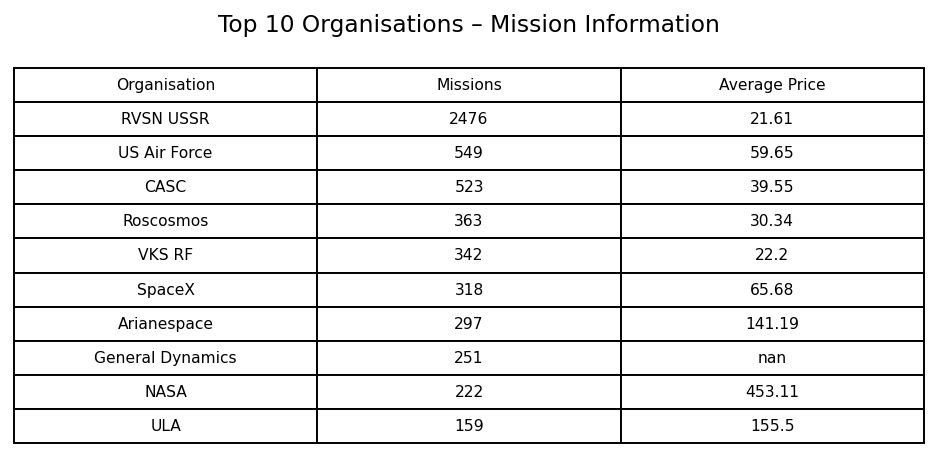 Top 10 Organisations – Mission Information
Organisation Missions Average Price
RVSN USSR 2476 21.61
US Air Force 549 59.65
CASC 523 39.55
Roscosmos 363 30.34
VKS RF 342 22.2
SpaceX 318 65.68
Arianespace 297 141.19
General Dynamics 251 nan
NASA 222 453.11
ULA 159 155.5